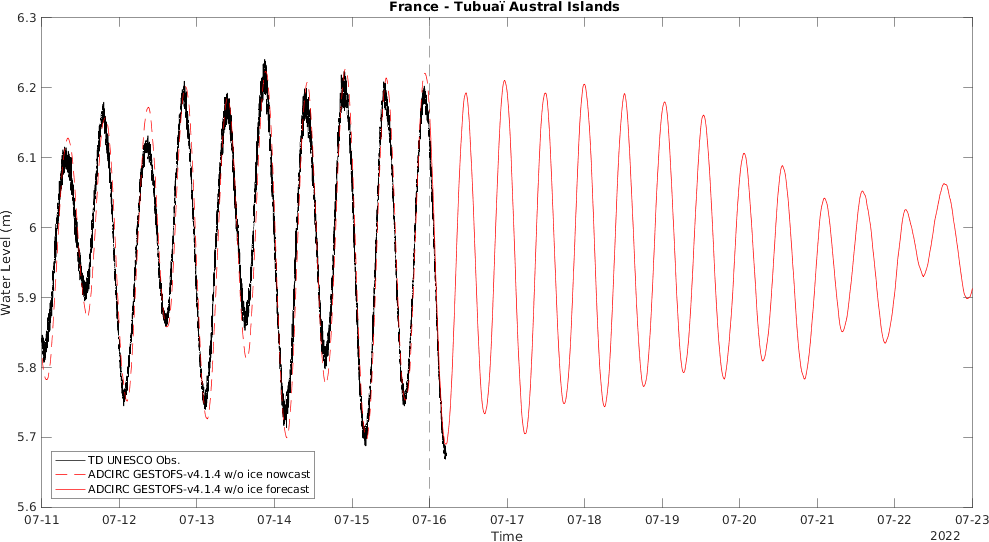 France - Tubuaï Austral Islands
6.3
6.2
6.1
6
5.9
5.8
5.7
5.6
Water Level (m)
TD UNESCO Obs.
ADCIRC GESTOFS-v4.1.4 w/o ice nowcast
ADCIRC GESTOFS-v4.1.4 w/o ice forecast
07-11 07-12 07-13 07-14 07-15 07-16 07-17 07-18 07-19 07-20 07-21 07-22 07-23
Time
2022